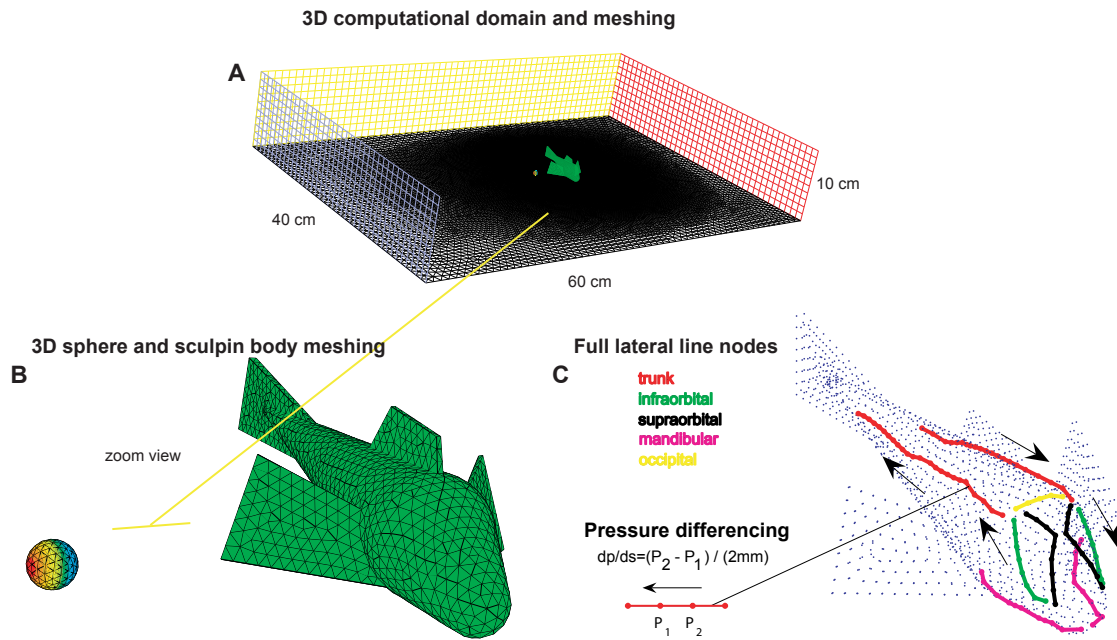 3D computational domain and meshing
A
10 cm
40 cm
60 cm
3D sphere and sculpin body meshing
B
zoom view
Full lateral line nodes
C
trunk
infraorbital
supraorbital
mandibular
occipital
Pressure differencing
dp/ds=(P2 - P1) / (2mm)
P1 P2